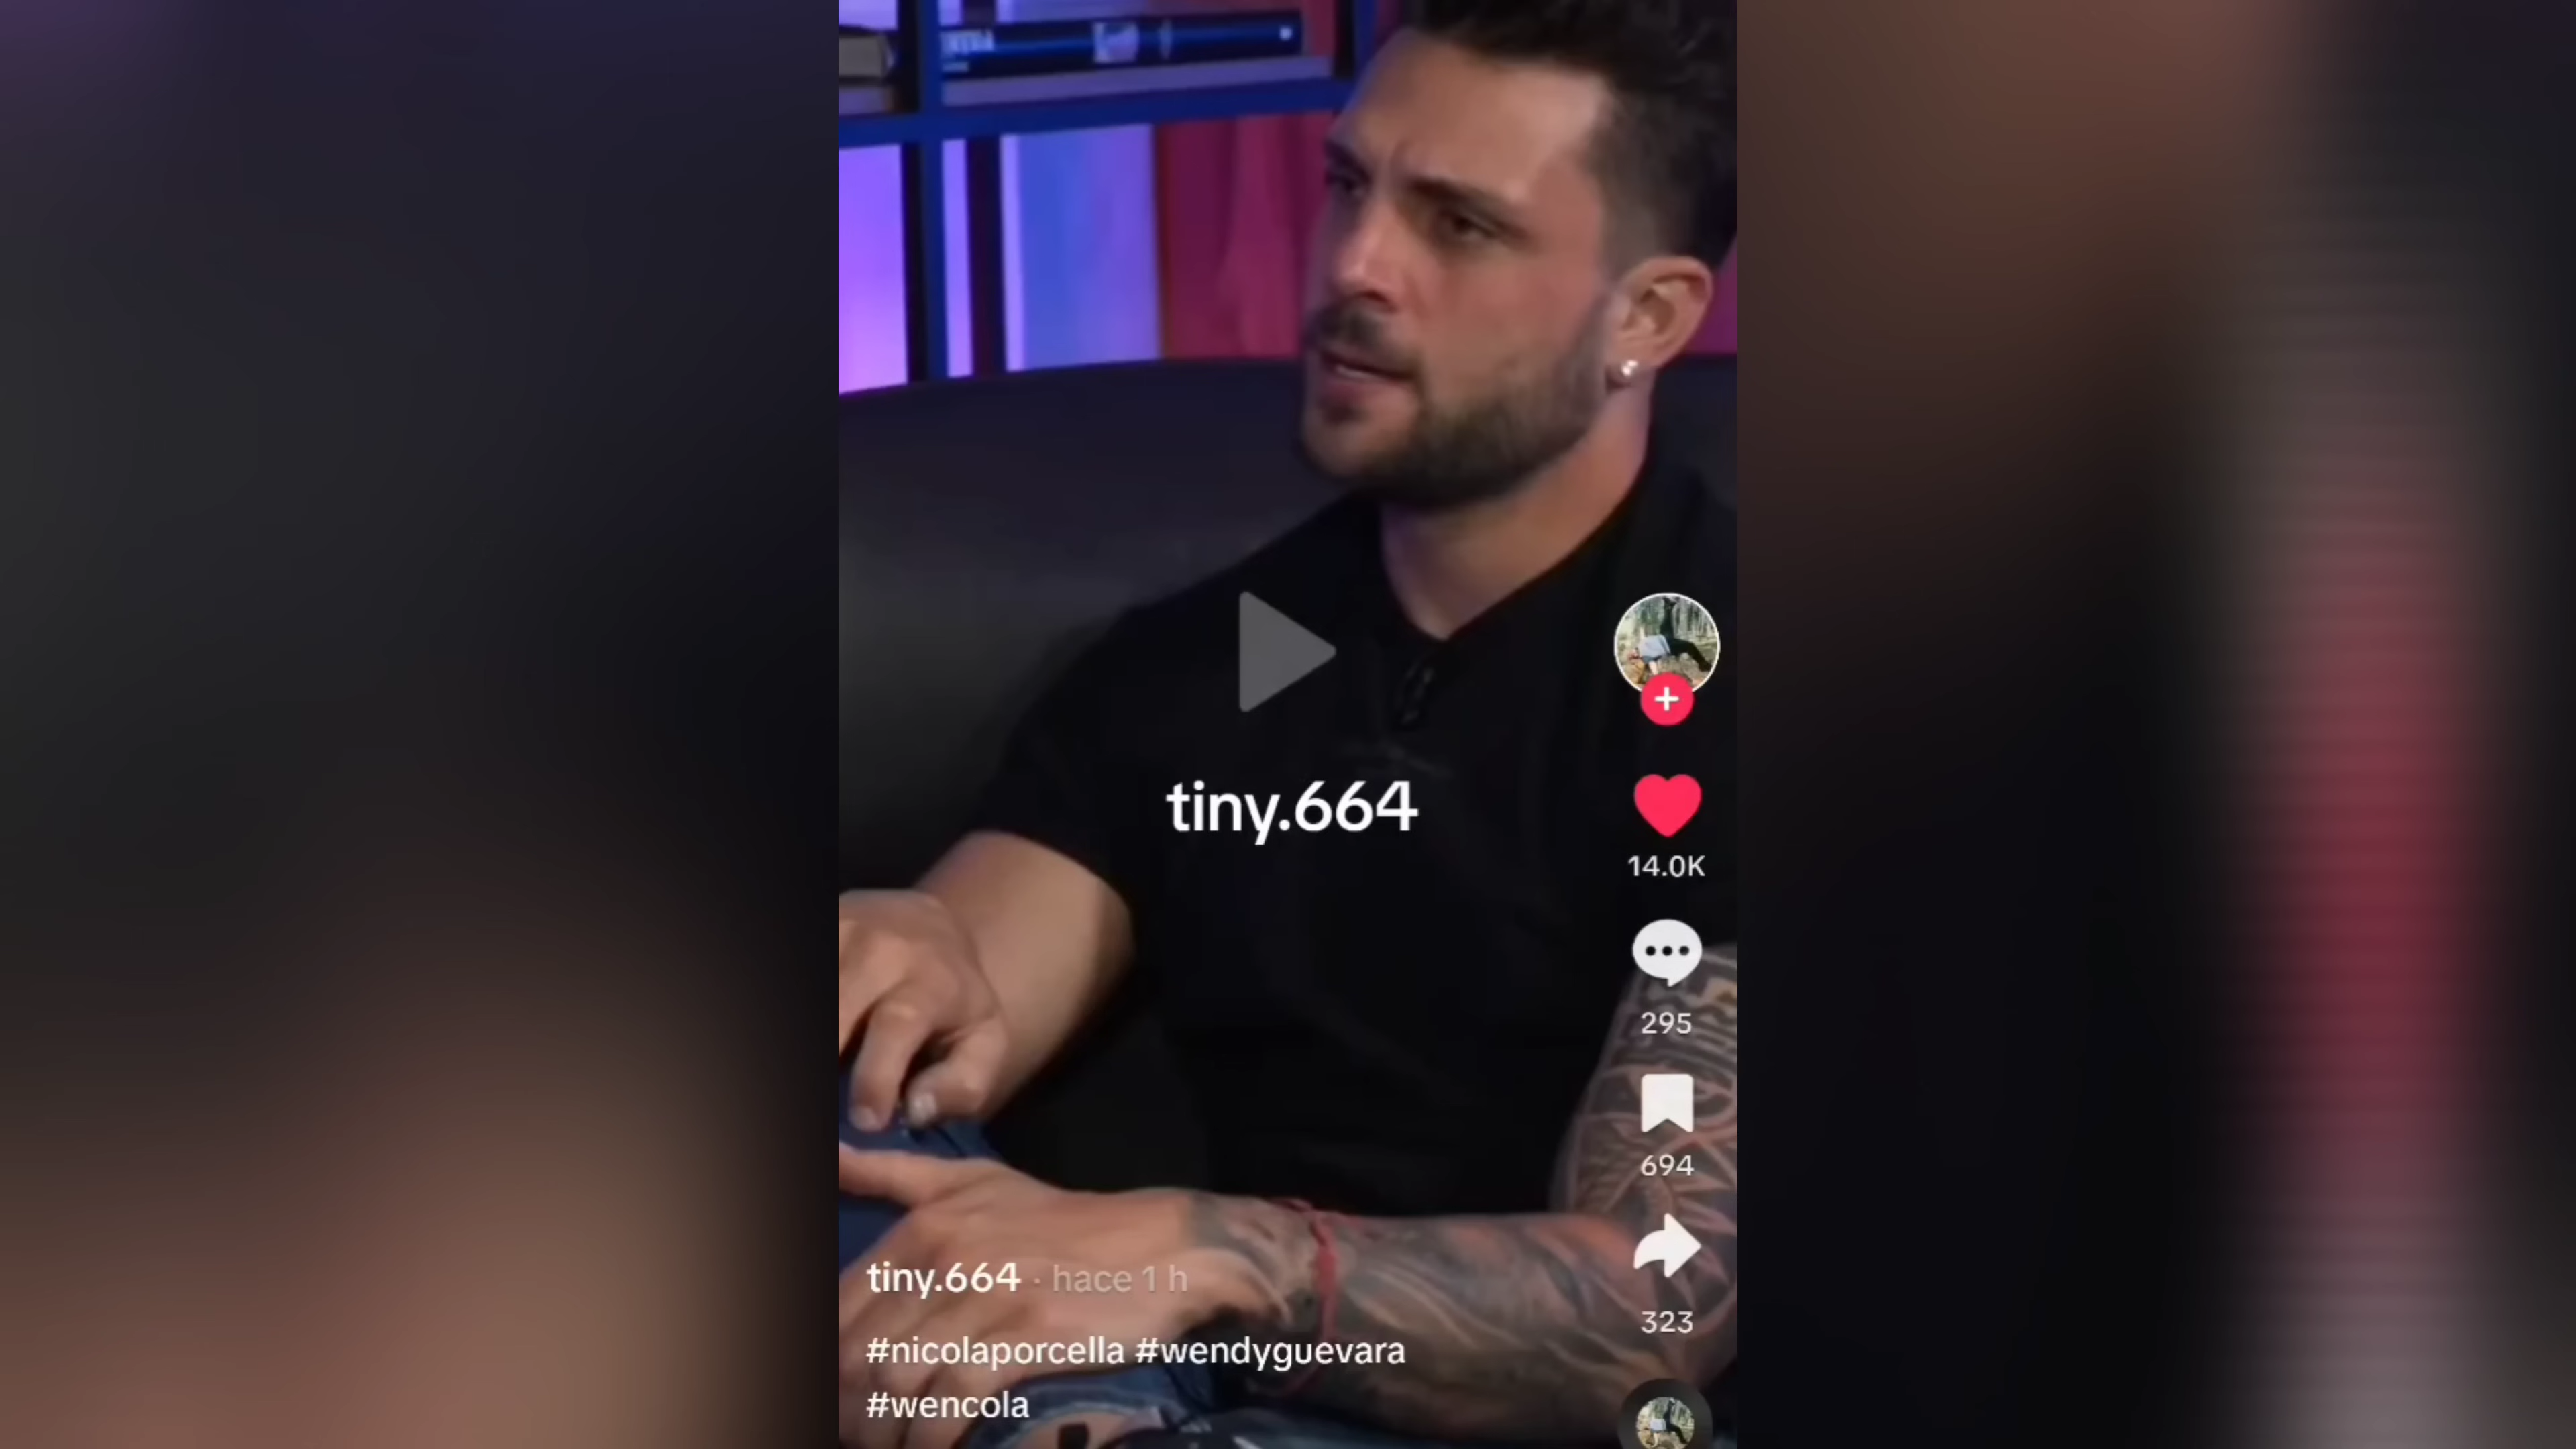 tiny.664
14.0K
295
694
323
tiny.664 · hace 1 h
#nicolaporcella #wendyguevara
#wencola